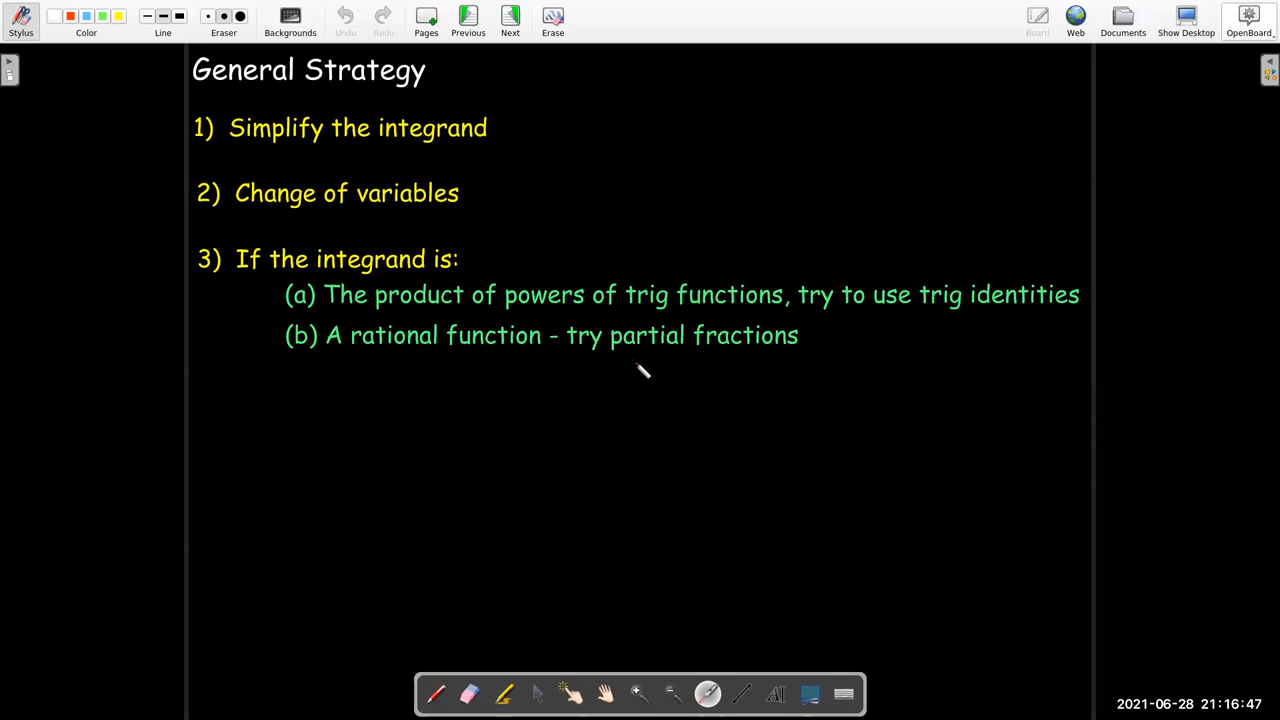 Stylus
Color
Line
Eraser
Backgrounds
Undo
Redo
Pages
Previous
Next
Erase
Board
Web
Documents
Show Desktop
OpenBoard
General Strategy
1) Simplify the integrand
2) Change of variables
3) If the integrand is:
(a) The product of powers of trig functions, try to use trig identities
(b) A rational function - try partial fractions
AI
2021-06-28 21:16:47